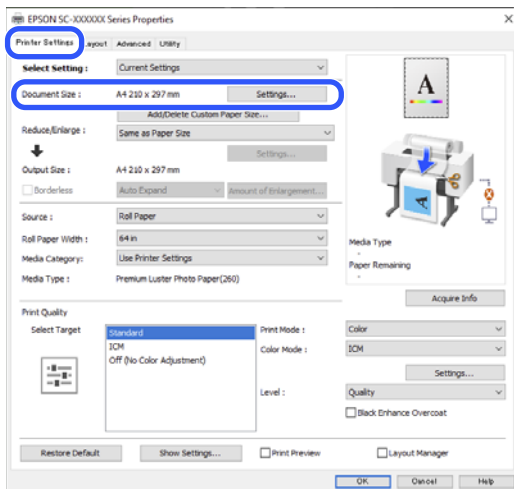 EPSON SC-XXXXXX Series Properties
Printer Settings Layout Advanced Utility
Select Setting : Current Settings
Document Size : A4 210 x 297 mm Settings...
Add/Delete Custom Paper Size...
Reduce/Enlarge : Same as Paper Size
Settings...
Output Size : A4 210 x 297 mm
Borderless Auto Expand Amount of Enlargement...
Source : Roll Paper
Roll Paper Width : 64 in
Media Category: Use Printer Settings
Media Type : Premium Luster Photo Paper(260)
A
A
Media Type
-
Paper Remaining
-
Acquire Info
Print Quality
Select Target Standard
ICM
Off (No Color Adjustment)
Print Mode : Color
Color Mode : ICM
Settings...
Level : Quality
Black Enhance Overcoat
Restore Default Show Settings... Print Preview Layout Manager
OK Cancel Help